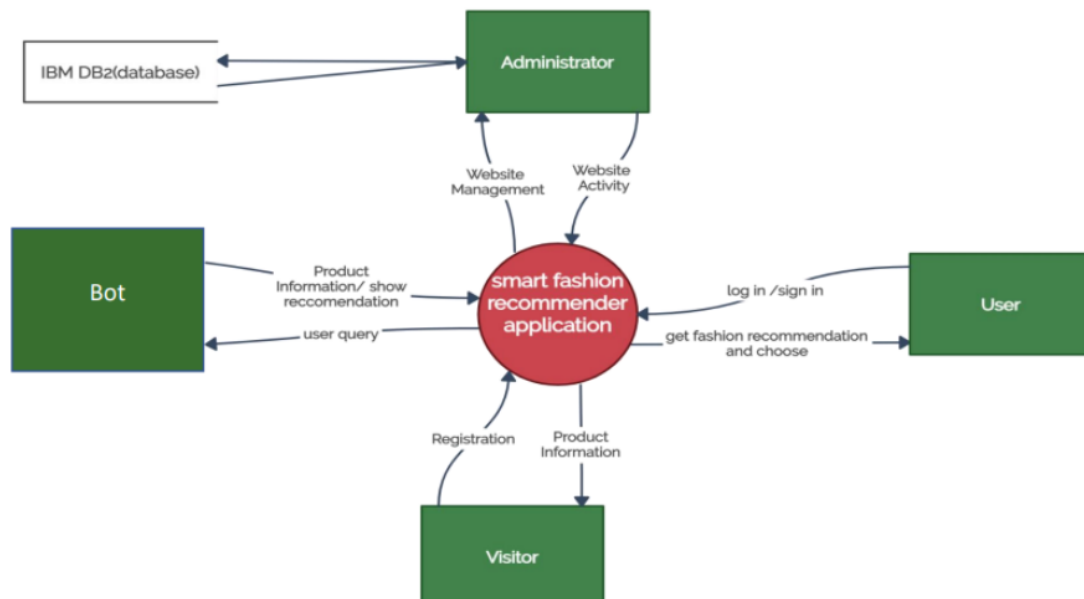 Administrator
IBM DB2(database)
Website
Management
Website
Activity
Bot
Product
Information/ show
reccomendation
user query
smart fashion
recommender
application
log in /sign in
User
get fashion recommendation
and choose
Registration
Product
Information
Visitor